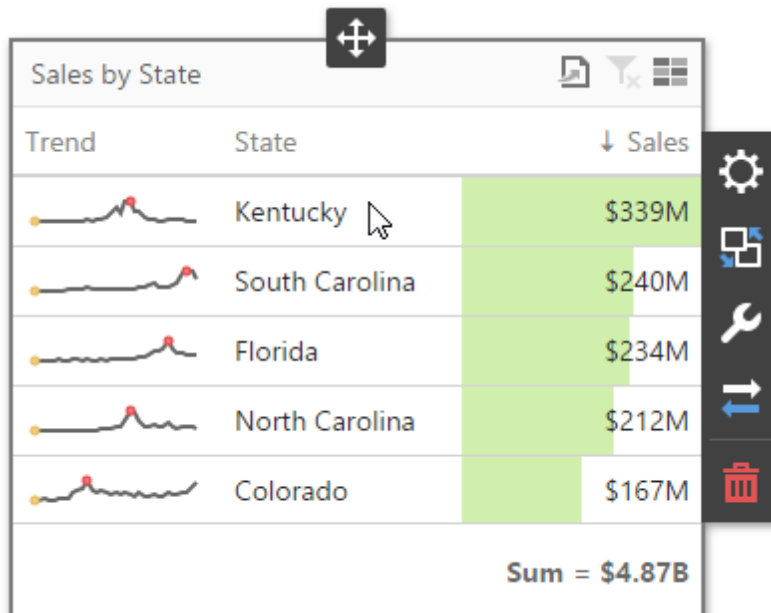 Sales by State
Trend State ↓ Sales
Kentucky $339M
South Carolina $240M
Florida $234M
North Carolina $212M
Colorado $167M
Sum = $4.87B